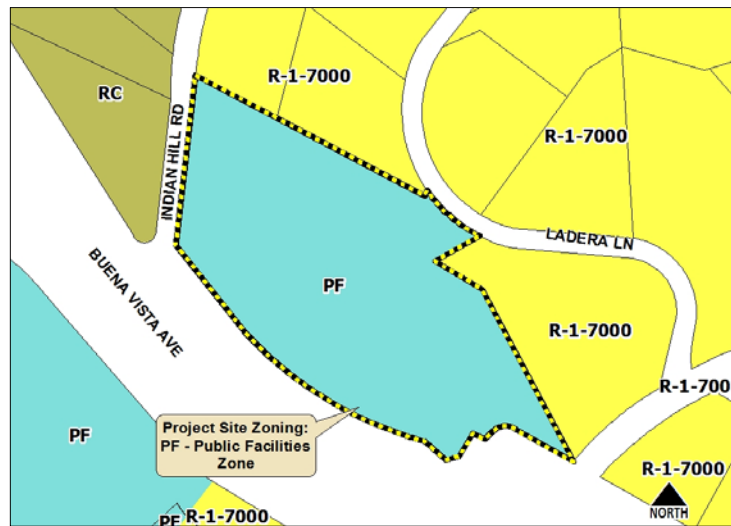 R-1-7000
RC
INDIAN HILL RD
R-1-7000
LADERA LN
BUENA VISTA AVE
PF
R-1-7000
R-1-700
PF
Project Site Zoning:
PF - Public Facilities
Zone
R-1-7000
PF
R-1-7000
NORTH